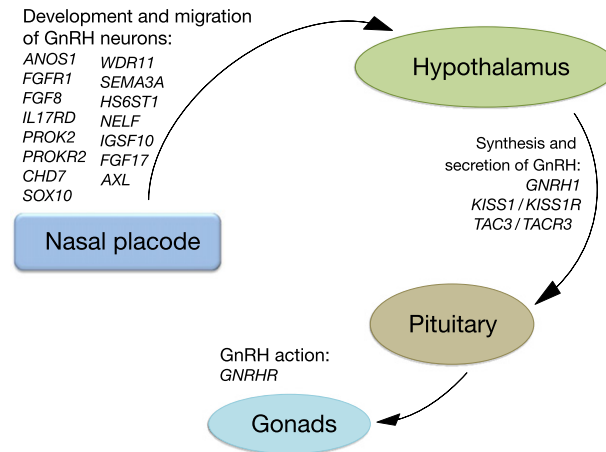 Development and migration
of GnRH neurons:
ANOS1
FGFR1
FGF8
IL17RD
PROK2
PROKR2
CHD7
SOX10
WDR11
SEMA3A
HS6ST1
NELF
IGSF10
FGF17
AXL
Nasal placode
Hypothalamus
Synthesis and
secretion of GnRH:
GNRH1
KISS1 / KISS1R
TAC3 / TACR3
Pituitary
GnRH action:
GNRHR
Gonads